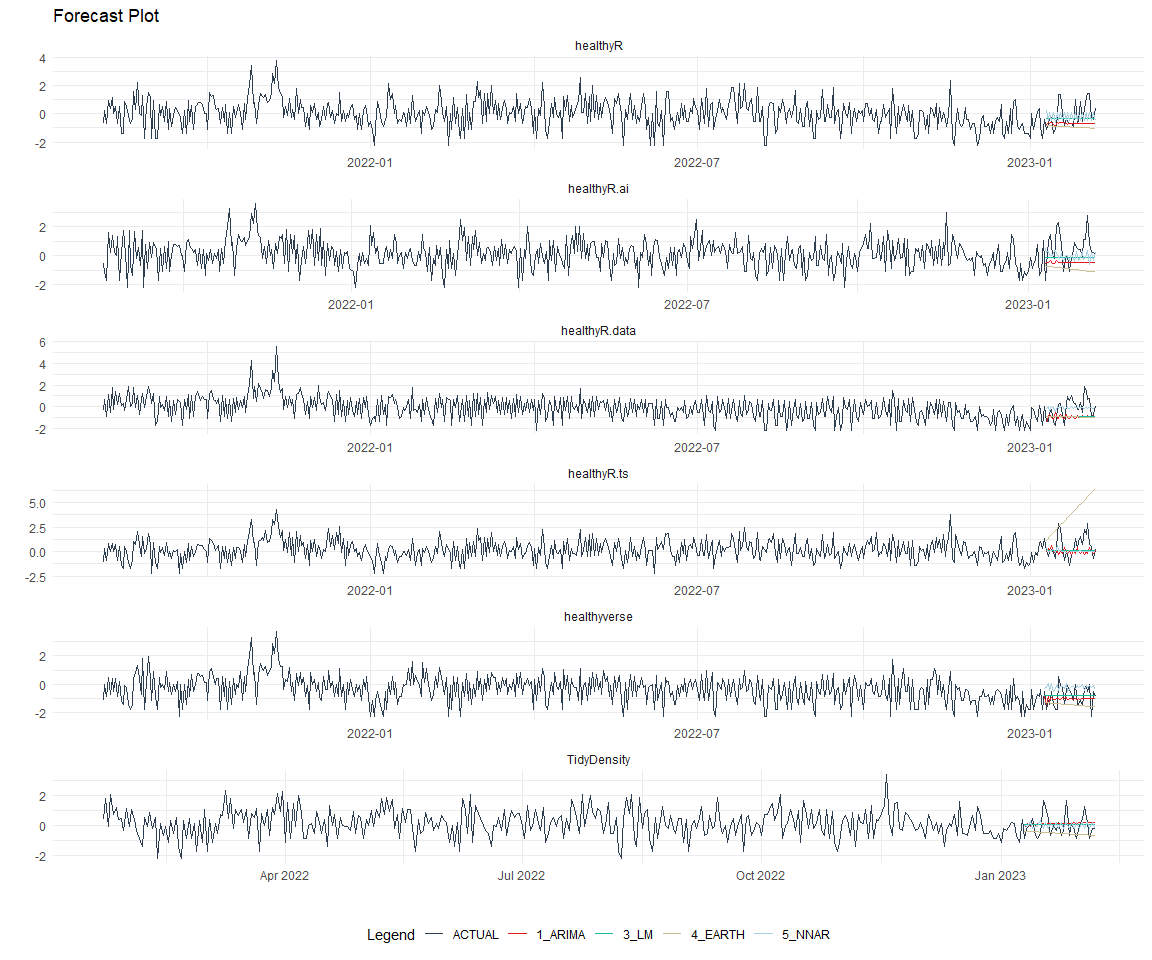 Forecast Plot
healthyR
4
2
0
-2
2022-01 2022-07 2023-01
healthyR.ai
2
0
-2
2022-01 2022-07 2023-01
healthyR.data
6
4
2
0
-2
2022-01 2022-07 2023-01
healthyR.ts
5.0
2.5
0.0
-2.5
2022-01 2022-07 2023-01
healthyverse
2
0
-2
2022-01 2022-07 2023-01
TidyDensity
2
0
-2
Apr 2022 Jul 2022 Oct 2022 Jan 2023
Legend ACTUAL 1_ARIMA 3_LM 4_EARTH 5_NNAR